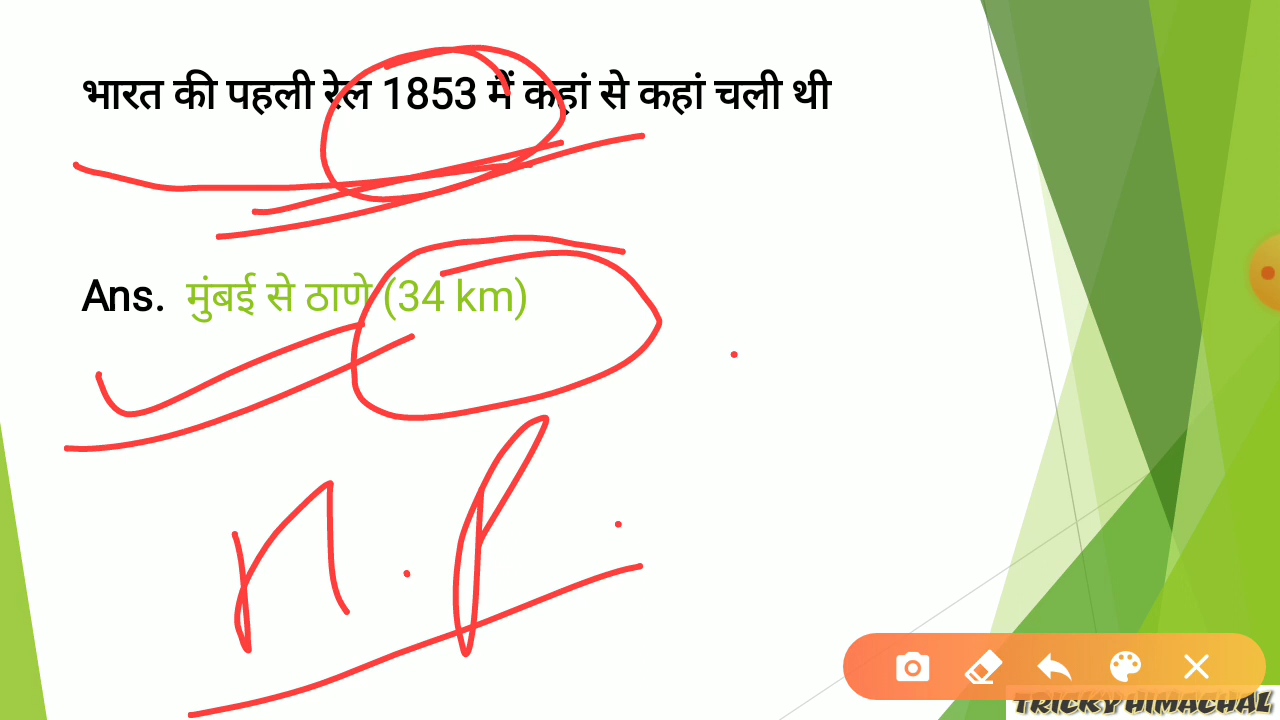 भारत की पहली रेल 1853 में कहां से कहां चली थी
Ans. मुंबई से ठाणे (34 km)
TRICKY HIMACHAL